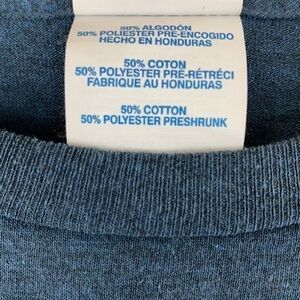 50% ALGODÓN
50% POLIESTER PRE-ENCOGIDO
HECHO EN HONDURAS
50% COTON
50% POLYESTER PRÉ-RÉTRÉCI
FABRIQUE AU HONDURAS
50% COTTON
50% POLYESTER PRESHRUNK